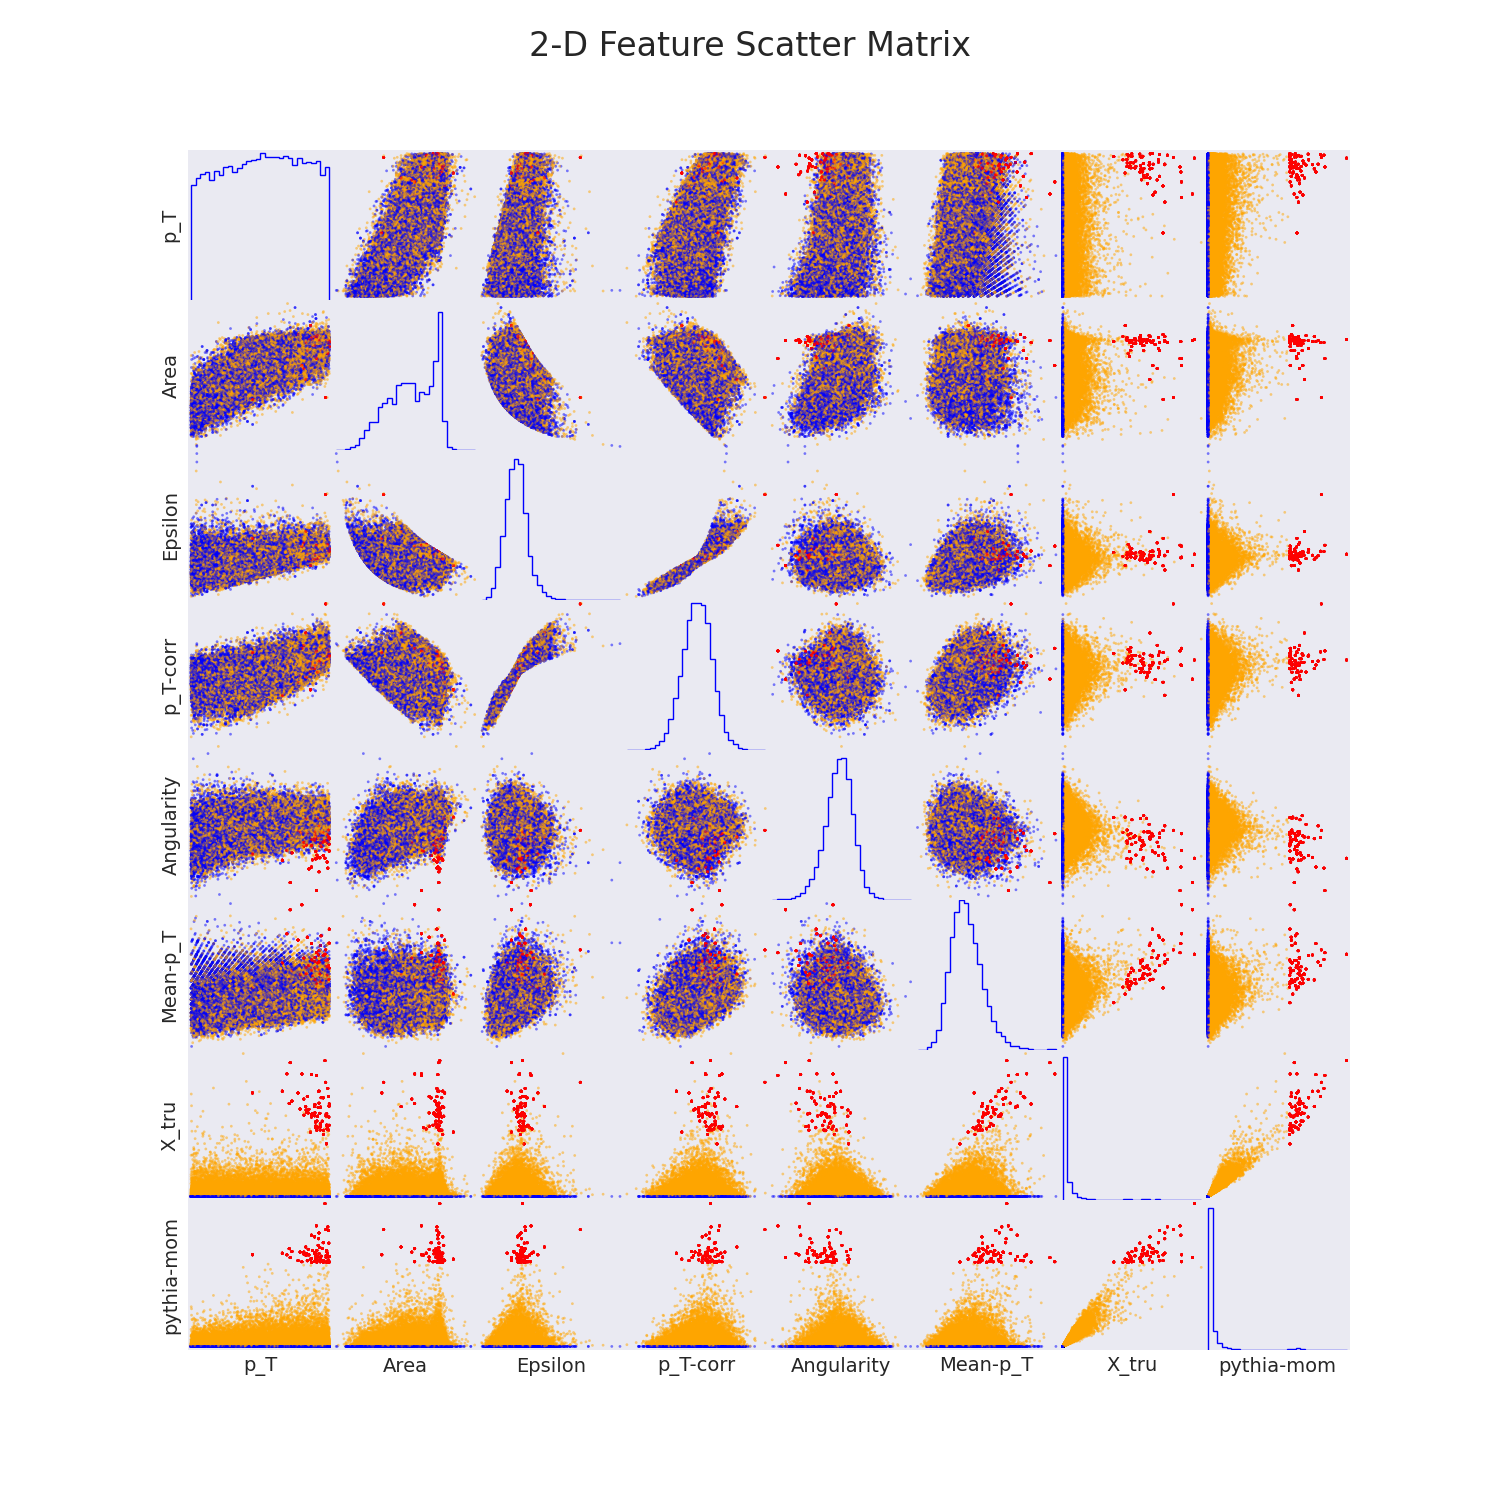 2-D Feature Scatter Matrix
p_T
Area
Epsilon
p_T-corr
Angularity
Mean-p_T
X_tru
pythia-mom
p_T
Area
Epsilon
p_T-corr
Angularity
Mean-p_T
X_tru
pythia-mom